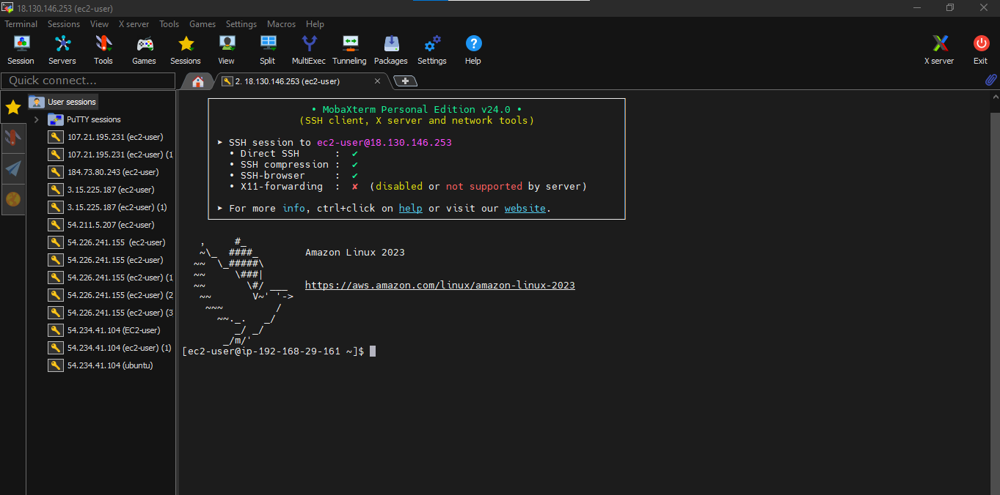 18.130.146.253 (ec2-user)
Terminal Sessions View X server Tools Games Settings Macros Help
Session Servers Tools Games Sessions View Split MultiExec Tunneling Packages Settings Help X server Exit
Quick connect...
2. 18.130.146.253 (ec2-user)
User sessions
PuTTY sessions
107.21.195.231 (ec2-user)
107.21.195.231 (ec2-user) (1
184.73.80.243 (ec2-user)
3.15.225.187 (ec2-user)
3.15.225.187 (ec2-user) (1)
54.211.5.207 (ec2-user)
54.226.241.155 (ec2-user)
54.226.241.155 (ec2-user)
54.226.241.155 (ec2-user) (1
54.226.241.155 (ec2-user) (2
54.226.241.155 (ec2-user) (3
54.234.41.104 (EC2-user)
54.234.41.104 (ec2-user) (1)
54.234.41.104 (ubuntu)
• MobaXterm Personal Edition v24.0 •
(SSH client, X server and network tools)
➤ SSH session to ec2-user@18.130.146.253
• Direct SSH : ✔
• SSH compression : ✔
• SSH-browser : ✔
• X11-forwarding : ✘ (disabled or not supported by server)
➤ For more info, ctrl+click on help or visit our website.
   ,     #_
   ~\_  ####_        Amazon Linux 2023
  ~~  \_#####\
  ~~     \###|
  ~~       \#/ ___   https://aws.amazon.com/linux/amazon-linux-2023
   ~~       V~' '->
    ~~~         /
      ~~._.   _/
         _/ _/
       _/m/'
[ec2-user@ip-192-168-29-161 ~]$